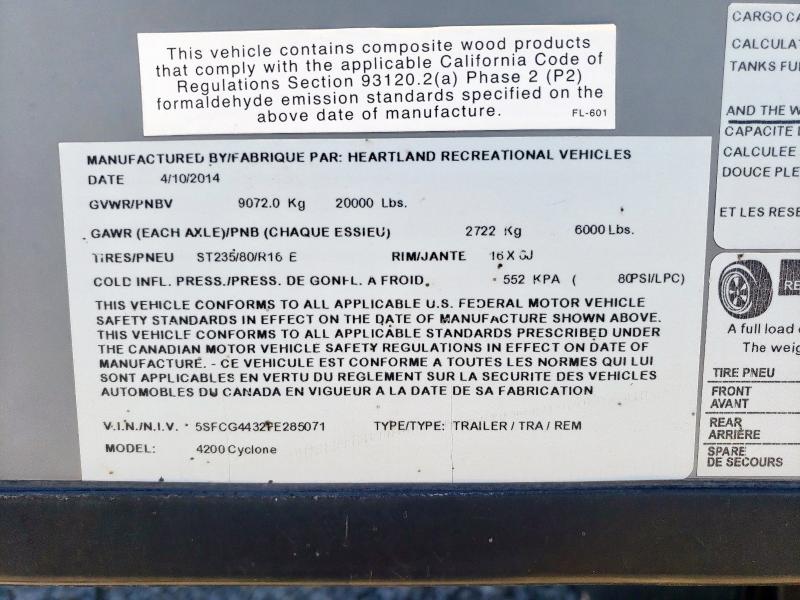 This vehicle contains composite wood products
that comply with the applicable California Code of
Regulations Section 93120.2(a) Phase 2 (P2)
formaldehyde emission standards specified on the
above date of manufacture. FL-601
MANUFACTURED BY/FABRIQUE PAR: HEARTLAND RECREATIONAL VEHICLES
DATE 4/10/2014
GVWR/PNBV 9072.0 Kg 20000 Lbs.
GAWR (EACH AXLE)/PNB (CHAQUE ESSIEU) 2722 Kg 6000 Lbs.
TIRES/PNEU ST235/80/R16 E RIM/JANTE 16 X 6J
COLD INFL. PRESS./PRESS. DE GONFL. A FROID. 552 KPA ( 80PSI/LPC)
THIS VEHICLE CONFORMS TO ALL APPLICABLE U.S. FEDERAL MOTOR VEHICLE
SAFETY STANDARDS IN EFFECT ON THE DATE OF MANUFACTURE SHOWN ABOVE.
THIS VEHICLE CONFORMS TO ALL APPLICABLE STANDARDS PRESCRIBED UNDER
THE CANADIAN MOTOR VEHICLE SAFETY REGULATIONS IN EFFECT ON DATE OF
MANUFACTURE. - CE VEHICULE EST CONFORME A TOUTES LES NORMES QUI LUI
SONT APPLICABLES EN VERTU DU REGLEMENT SUR LA SECURITE DES VEHICLES
AUTOMOBILES DU CANADA EN VIGUEUR A LA DATE DE SA FABRICATION
V.I.N./N.I.V. 5SFCG4432FE285071 TYPE/TYPE: TRAILER / TRA / REM
MODEL: 4200 Cyclone
CARGO CA
CALCULAT
TANKS FUL
AND THE W
CAPACITE D
CALCULEE
DOUCE PLE
ET LES RESE
RE
A full load
The weig
TIRE PNEU
FRONT
AVANT
REAR
ARRIÈRE
SPARE
DE SECOURS